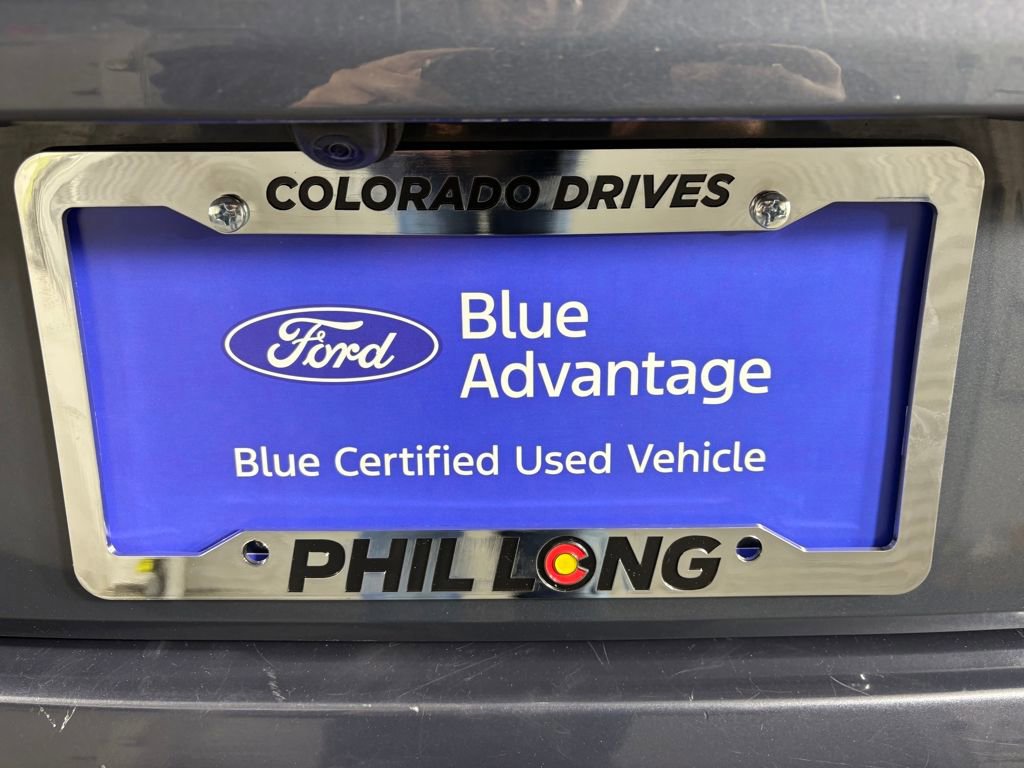 COLORADO DRIVES
Ford
Blue
Advantage
Blue Certified Used Vehicle
PHIL LONG